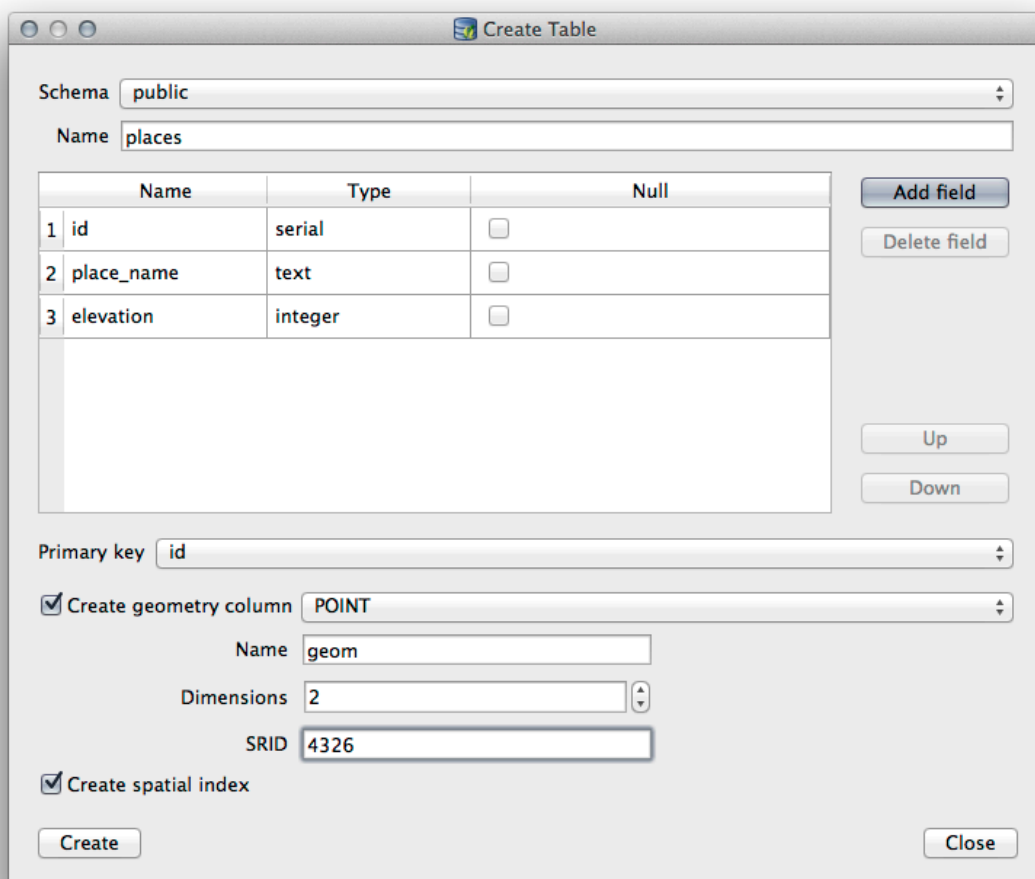 Create Table
Schema public
Name places
Name Type Null
1 id serial
2 place_name text
3 elevation integer
Add field
Delete field
Up
Down
Primary key id
Create geometry column POINT
Name geom
Dimensions 2
SRID 4326
Create spatial index
Create Close